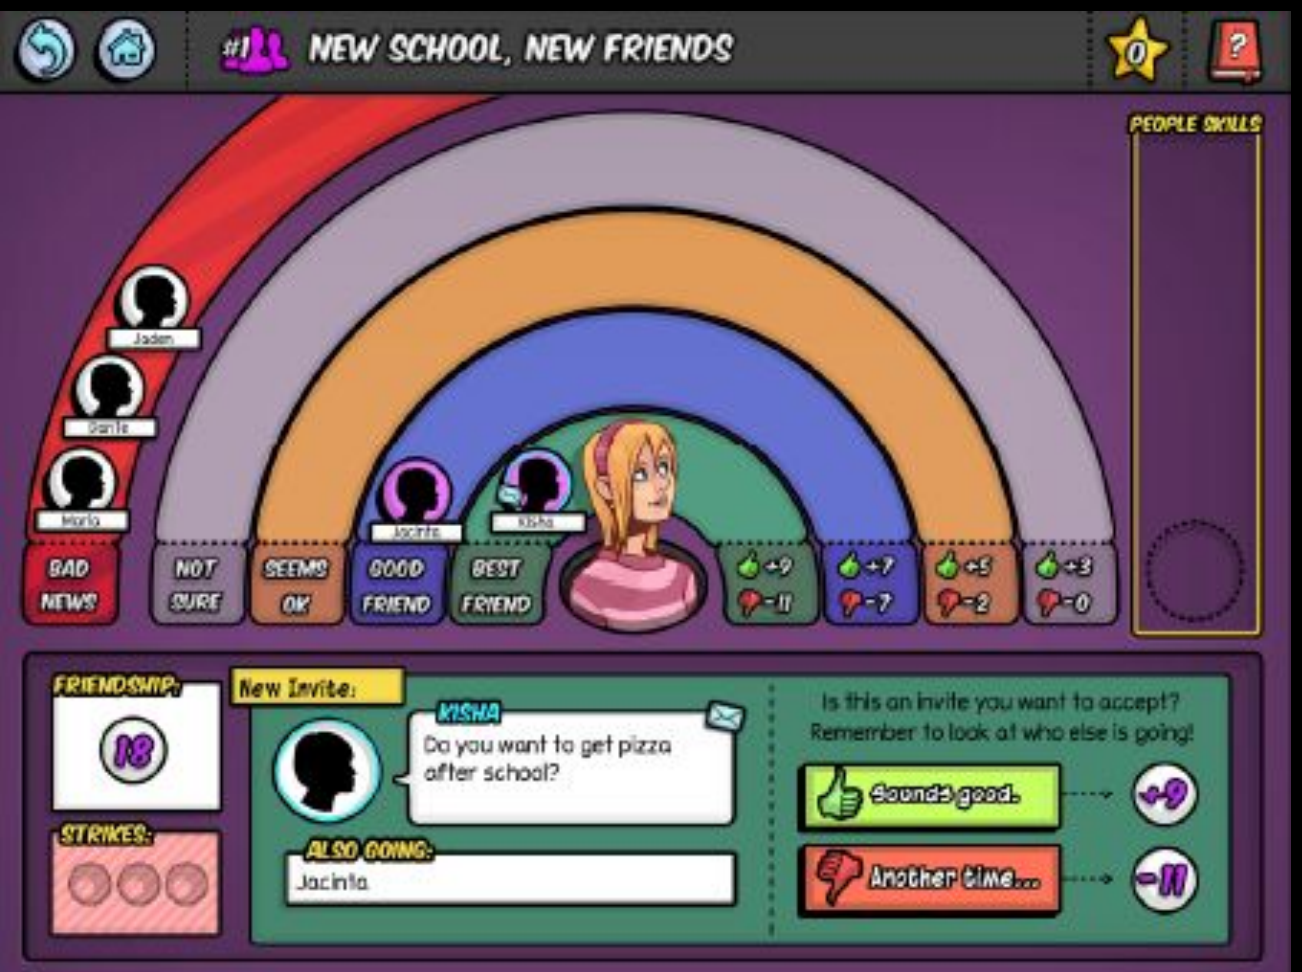 #1 NEW SCHOOL, NEW FRIENDS
0
?
PEOPLE SKILLS
Jaden
Dante
Maria
Jacinta
Kisha
BAD
NEWS
NOT
SURE
SEEMS
OK
GOOD
FRIEND
BEST
FRIEND
+9
-11
+7
-7
+5
-2
+3
-0
FRIENDSHIP:
18
STRIKES:
New Invite:
KISHA
Do you want to get pizza
after school?
ALSO GOING:
Jacinta
Is this an invite you want to accept?
Remember to look at who else is going!
Sounds good.
+9
Another time...
-11